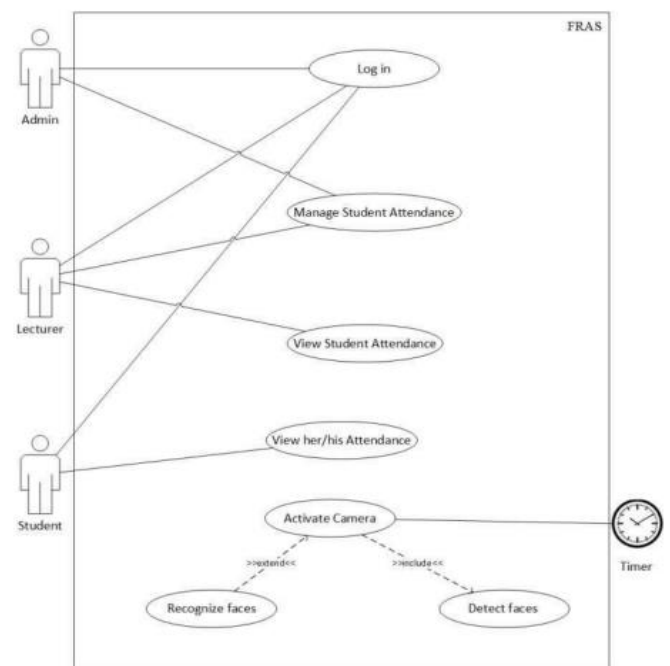 FRAS
Log in
Admin
Manage Student Attendance
Lecturer
View Student Attendance
View her/his Attendance
Student
Activate Camera
Timer
>>extend<<
>>include<<
Recognize faces
Detect faces